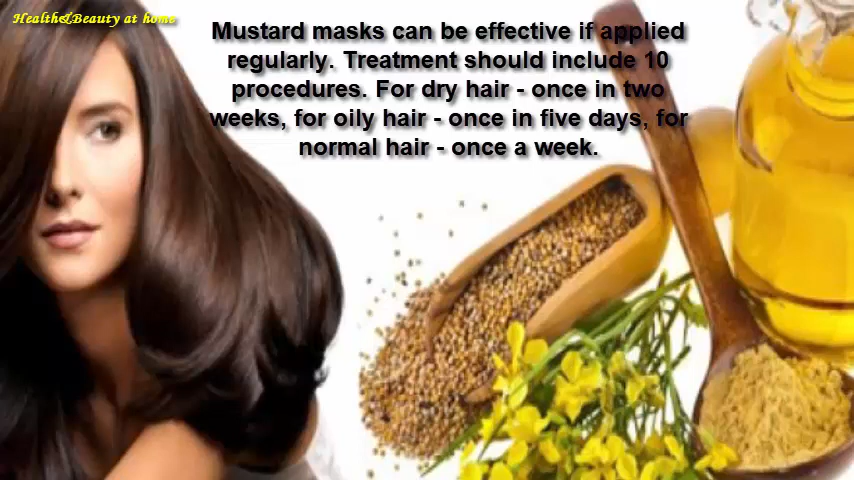 Health&Beauty at home
Mustard masks can be effective if applied
regularly. Treatment should include 10
procedures. For dry hair - once in two
weeks, for oily hair - once in five days, for
normal hair - once a week.